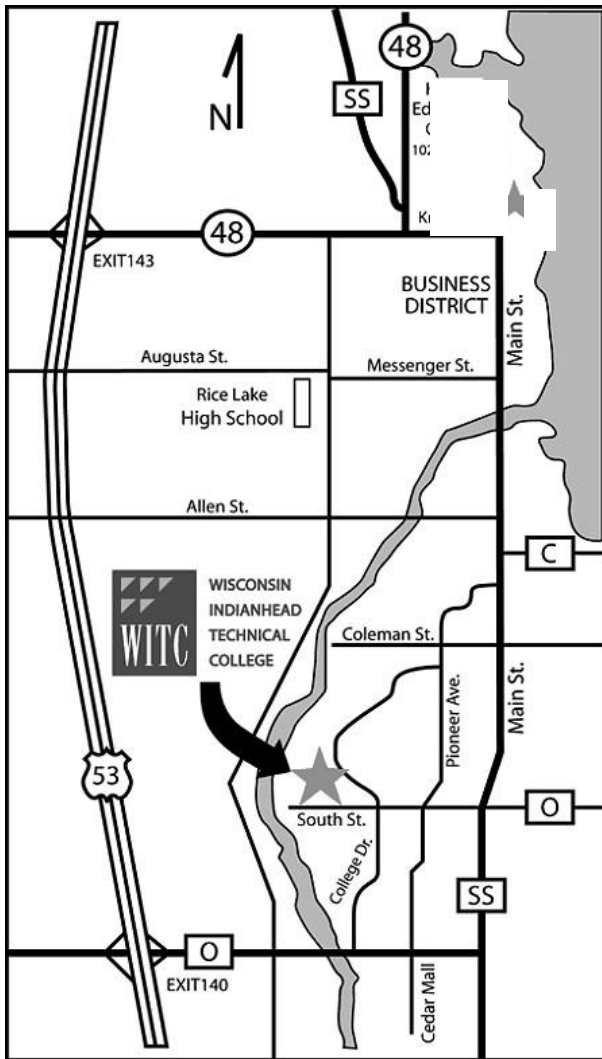 48
SS
N
Ed
102
48
EXIT143
BUSINESS
DISTRICT
Main St.
Augusta St.
Messenger St.
Rice Lake
High School
Allen St.
C
WITC
WISCONSIN
INDIANHEAD
TECHNICAL
COLLEGE
Coleman St.
Pioneer Ave.
Main St.
53
O
South St.
College Dr.
SS
O
EXIT140
Cedar Mall